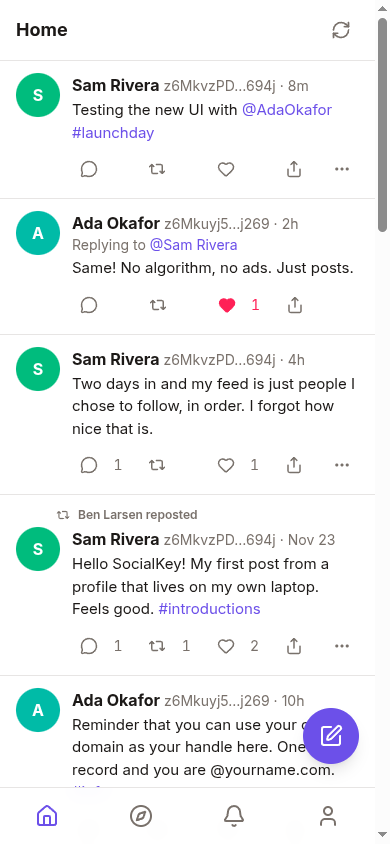 Home
S
Sam Rivera z6MkvzPD...694j · 8m
Testing the new UI with @AdaOkafor
#launchday
A
Ada Okafor z6Mkuyj5...j269 · 2h
Replying to @Sam Rivera
Same! No algorithm, no ads. Just posts.
1
S
Sam Rivera z6MkvzPD...694j · 4h
Two days in and my feed is just people I
chose to follow, in order. I forgot how
nice that is.
1 1
Ben Larsen reposted
S
Sam Rivera z6MkvzPD...694j · Nov 23
Hello SocialKey! My first post from a
profile that lives on my own laptop.
Feels good. #introductions
1 1 2
A
Ada Okafor z6Mkuyj5...j269 · 10h
Reminder that you can use your
domain as your handle here. One
record and you are @yourname.com.